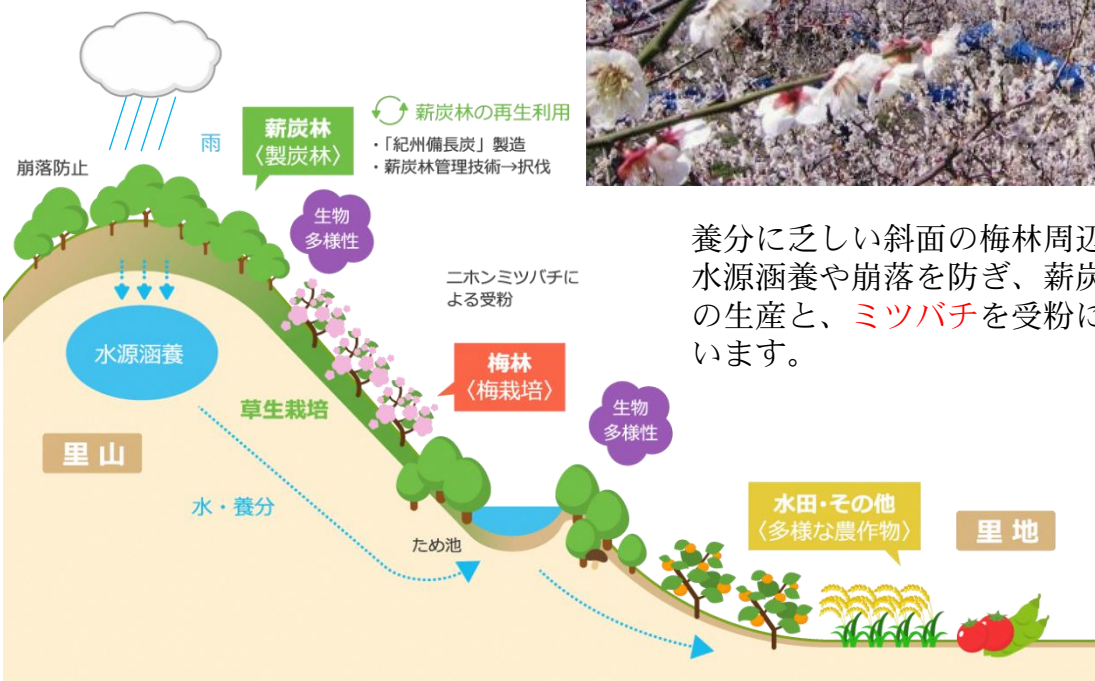 雨
崩落防止
薪炭林
〈製炭林〉
薪炭林の再生利用
・「紀州備長炭」製造
・薪炭林管理技術→択伐
生物
多様性
ニホンミツバチに
よる受粉
養分に乏しい斜面の梅林周辺
水源涵養や崩落を防ぎ、薪炭
の生産と、ミツバチを受粉に
います。
水源涵養
梅林
〈梅栽培〉
草生栽培
生物
多様性
里山
水・養分
ため池
水田・その他
〈多様な農作物〉
里地